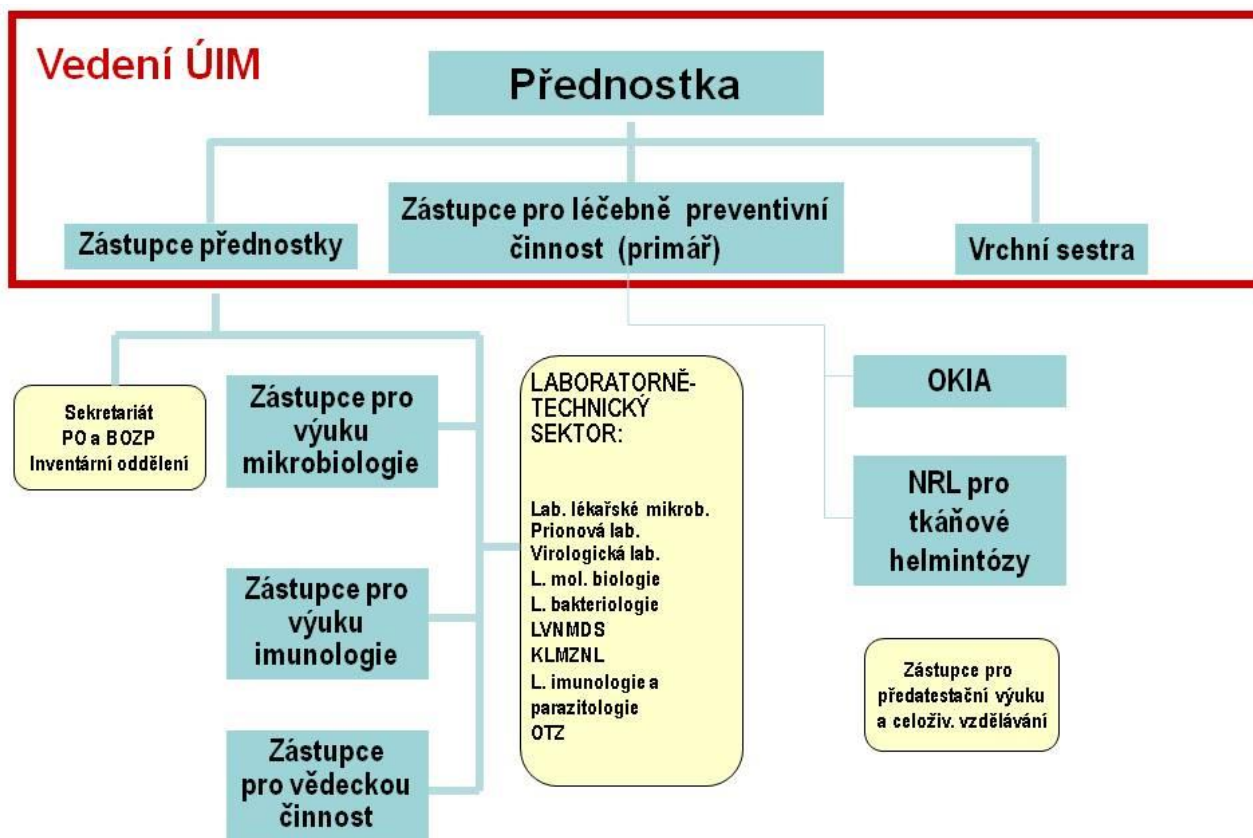 Vedení ÚIM
Přednostka
Zástupce přednostky
Zástupce pro léčebně preventivní
činnost (primář)
Vrchní sestra
Sekretariát
PO a BOZP
Inventární oddělení
Zástupce pro
výuku
mikrobiologie
Zástupce pro
výuku
imunologie
Zástupce
pro vědeckou
činnost
LABORATORNĚ-
TECHNICKÝ
SEKTOR:
Lab. lékařské mikrob.
Prionová lab.
Virologická lab.
L. mol. biologie
L. bakteriologie
LVNMDS
KLMZNL
L. imunologie a
parazitologie
OTZ
OKIA
NRL pro
tkáňové
helmintózy
Zástupce pro
předatestační výuku
a celoživ. vzdělávání